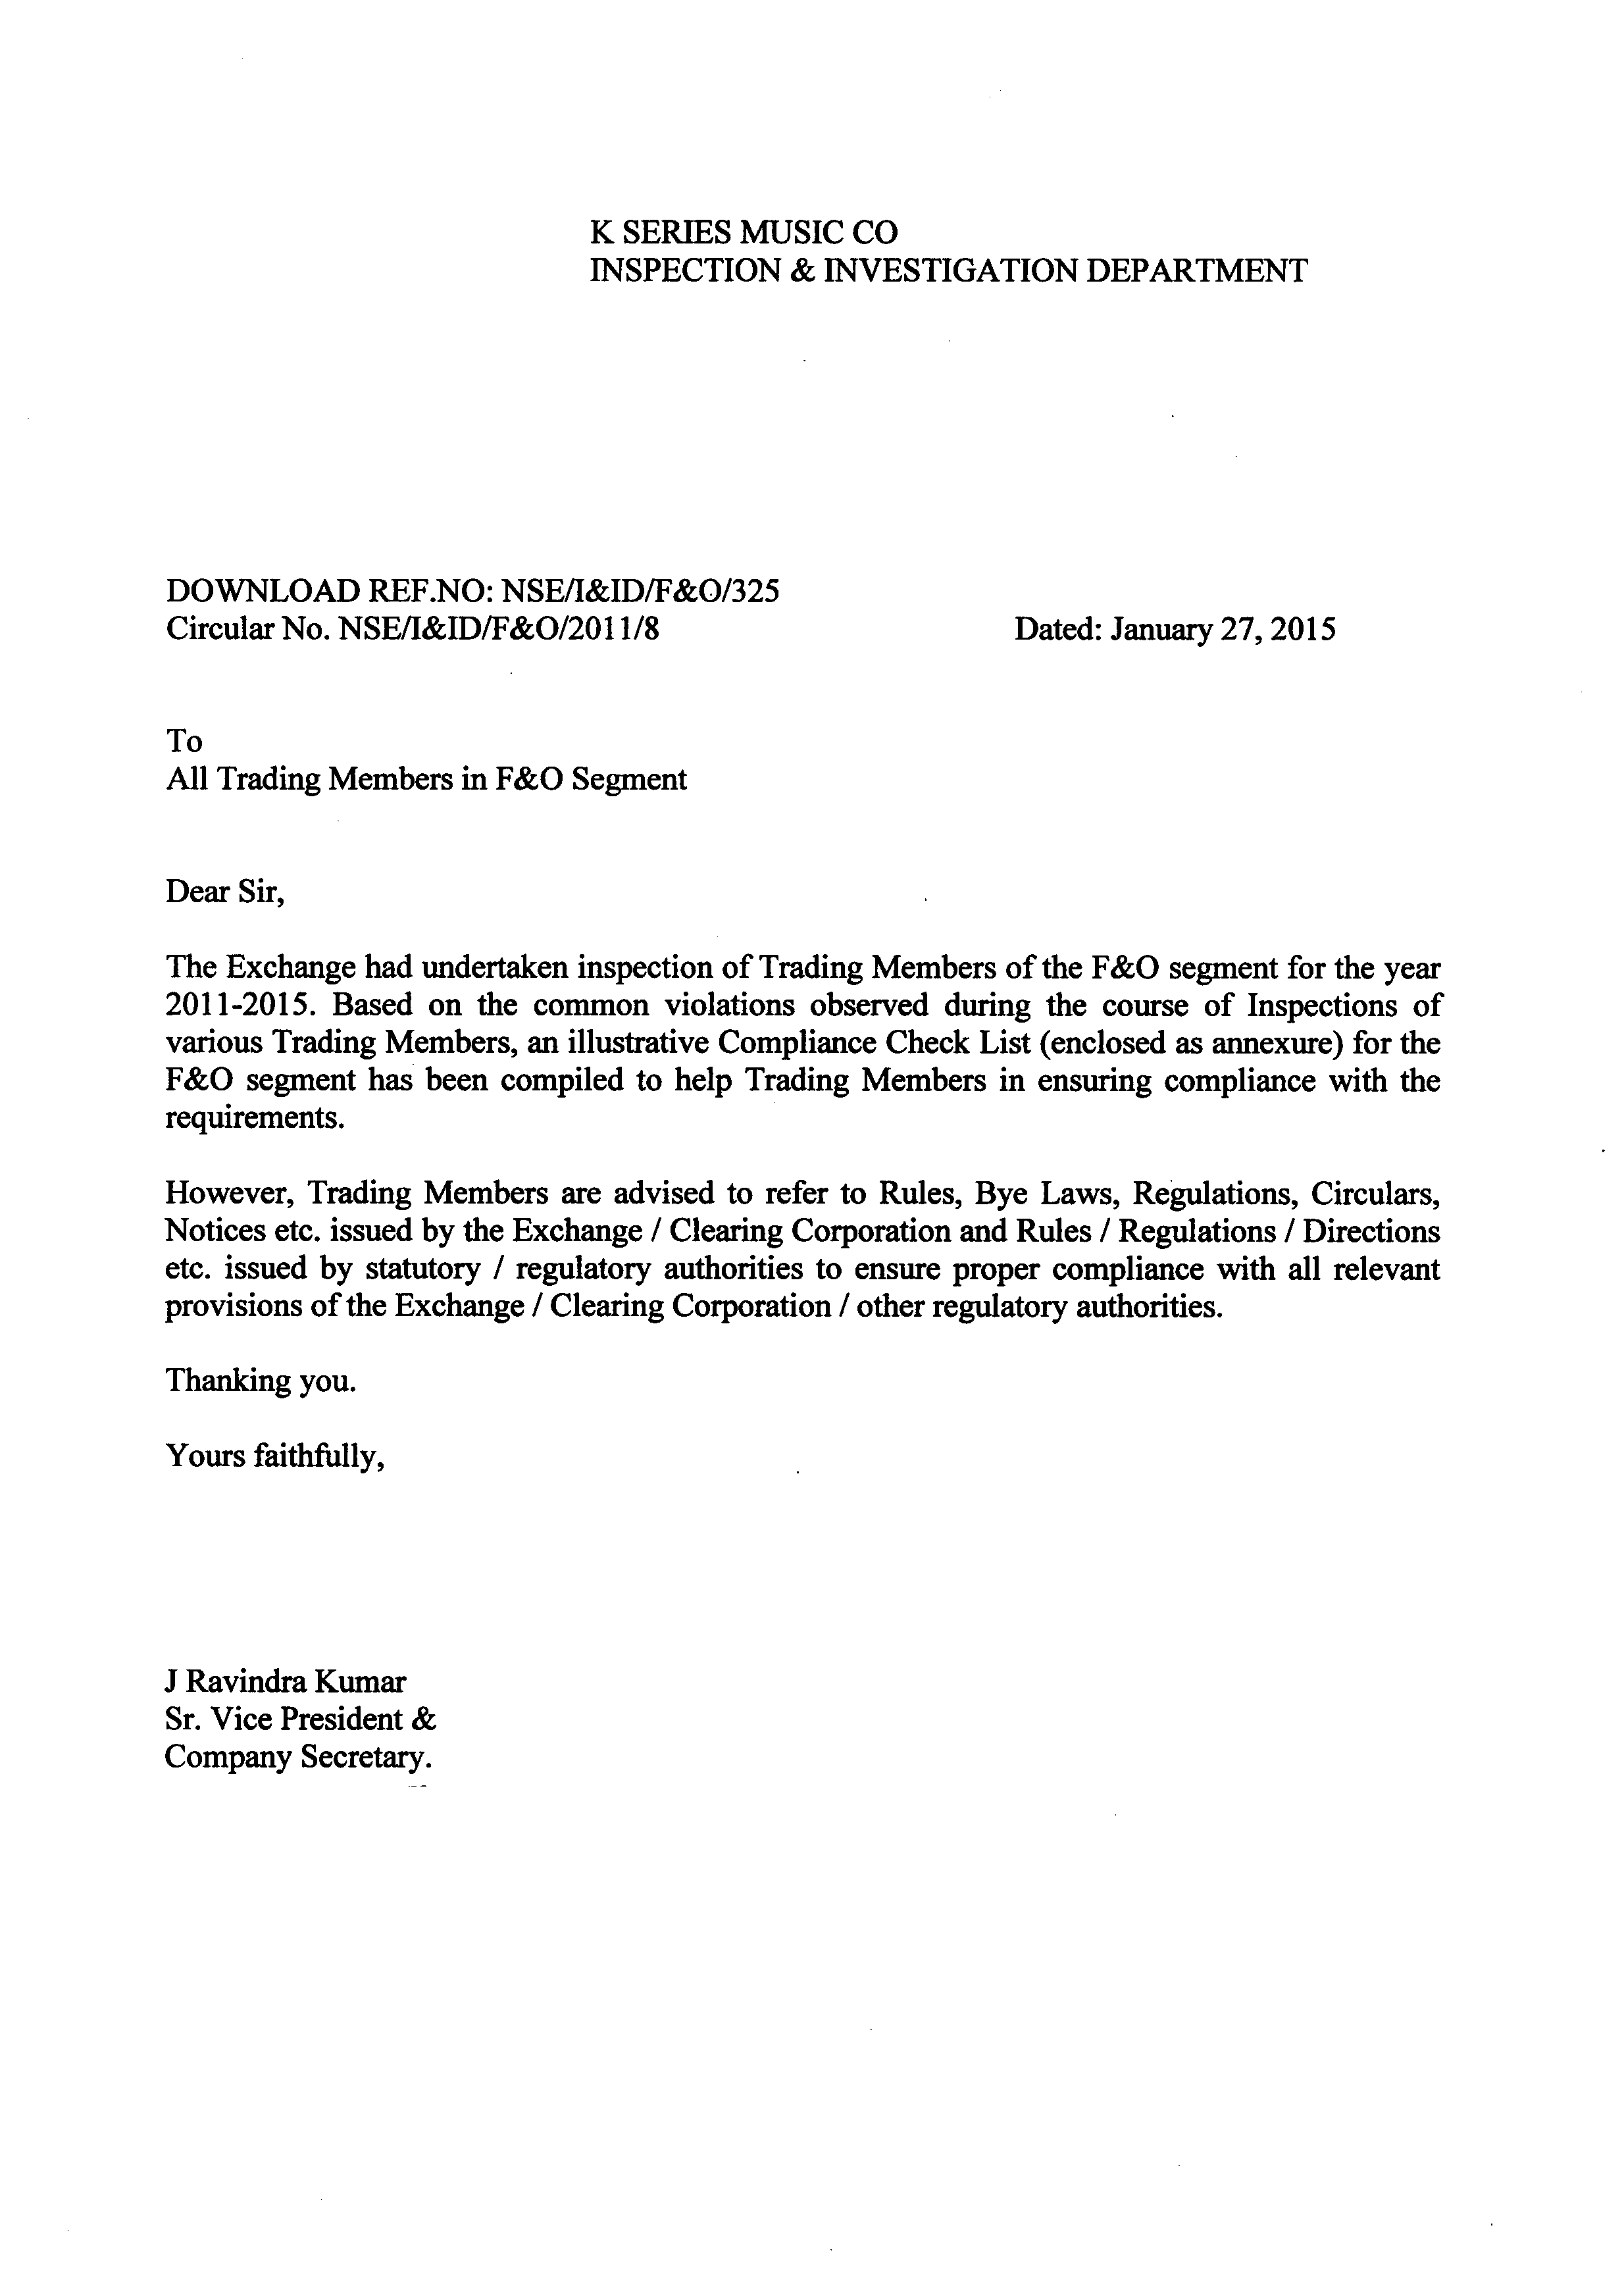 K SERIES MUSIC CO
INSPECTION & INVESTIGATION DEPARTMENT
DOWNLOAD REF.NO: NSE/I&ID/F&O/325
Circular No. NSE/I&ID/F&O/2011/8 Dated: January 27, 2015
To
All Trading Members in F&O Segment
Dear Sir,
The Exchange had undertaken inspection of Trading Members of the F&O segment for the year
2011-2015. Based on the common violations observed during the course of Inspections of
various Trading Members, an illustrative Compliance Check List (enclosed as annexure) for the
F&O segment has been compiled to help Trading Members in ensuring compliance with the
requirements.
However, Trading Members are advised to refer to Rules, Bye Laws, Regulations, Circulars,
Notices etc. issued by the Exchange / Clearing Corporation and Rules / Regulations / Directions
etc. issued by statutory / regulatory authorities to ensure proper compliance with all relevant
provisions of the Exchange / Clearing Corporation / other regulatory authorities.
Thanking you.
Yours faithfully,
J Ravindra Kumar
Sr. Vice President &
Company Secretary.